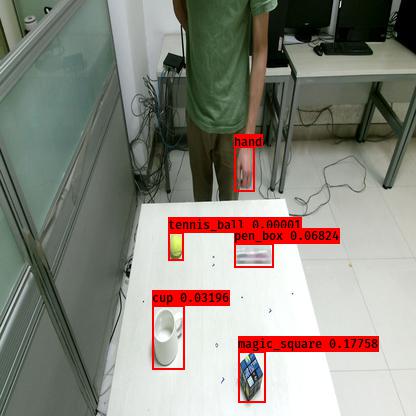 hand
tennis_ball 0.00001
pen_box 0.06824
cup 0.03196
magic_square 0.17758